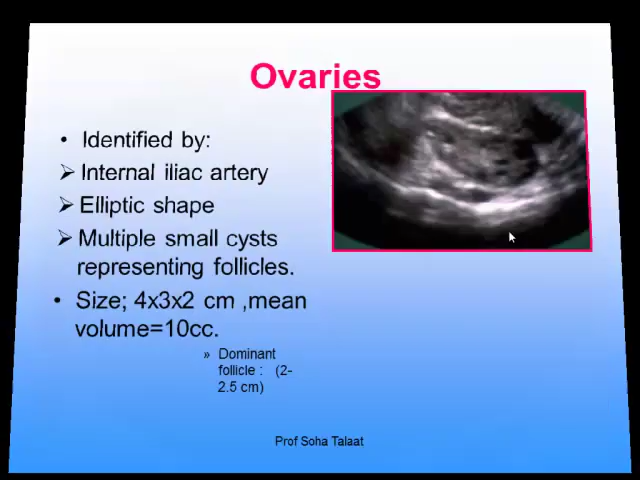 Ovaries
• Identified by:
➢ Internal iliac artery
➢ Elliptic shape
➢ Multiple small cysts
representing follicles.
• Size; 4x3x2 cm ,mean
volume=10cc.
» Dominant
follicle : (2-
2.5 cm)
Prof Soha Talaat